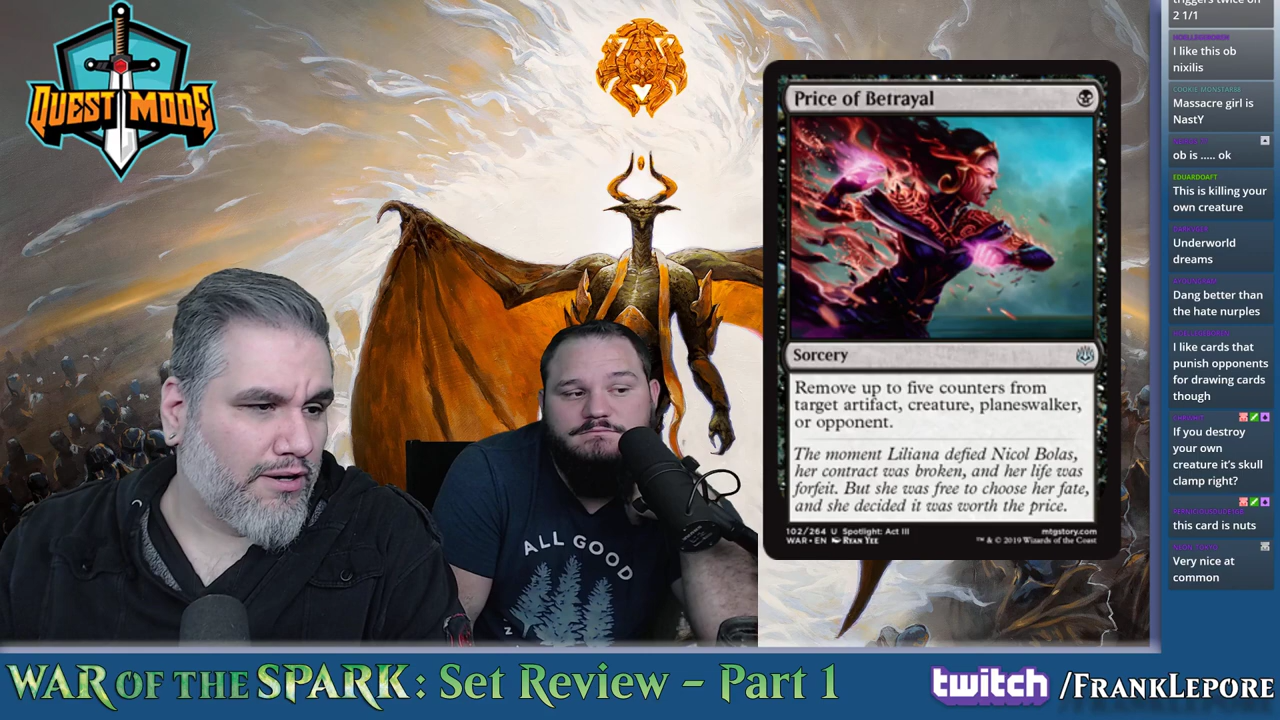 QUEST MODE
Price of Betrayal
Sorcery
Remove up to five counters from
target artifact, creature, planeswalker,
or opponent.
The moment Liliana defied Nicol Bolas,
her contract was broken, and her life was
forfeit. But she was free to choose her fate,
and she decided it was worth the price.
102/264 U Spotlight: Act III
WAR • EN RYAN YEE
mtgstory.com
™ & © 2019 Wizards of the Coast
ALL GOOD
N
triggers twice on
2 1/1
I like this ob
nixilis
COOKIE_MONSTAR8E
Massacre girl is
NastY
ob is ..... ok
EDUARDOAFT
This is killing your
own creature
Underworld
dreams
Dang better than
the hate nurples
I like cards that
punish opponents
for drawing cards
though
If you destroy
your own
creature it's skull
clamp right?
this card is nuts
Very nice at
common
WAR OF THE SPARK: Set Review - Part 1
twitch /FRANKLEPORE